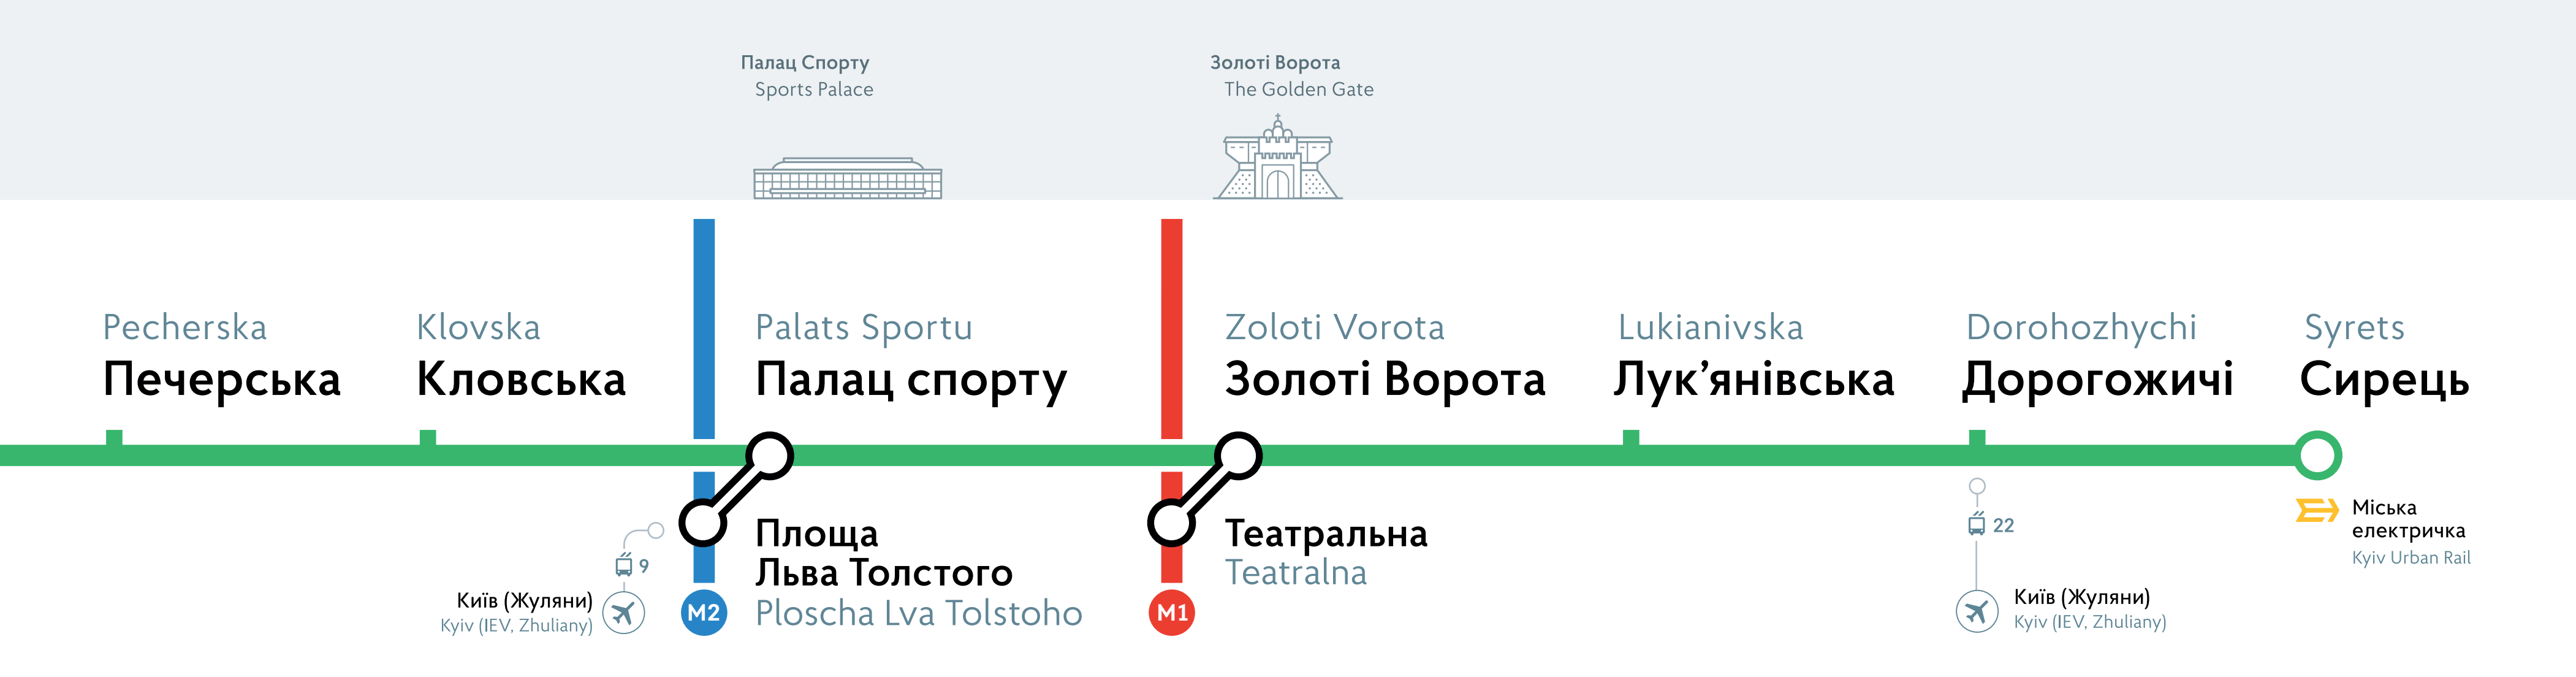 Палац Спорту
Sports Palace
Золоті Ворота
The Golden Gate
Pecherska
Печерська
Klovska
Кловська
Palats Sportu
Палац спорту
Zoloti Vorota
Золоті Ворота
Lukianivska
Лук’янівська
Dorohozhychi
Дорогожичі
Syrets
Сирець
9
Київ (Жуляни)
Kyiv (IEV, Zhuliany)
M2
Площа
Льва Толстого
Ploscha Lva Tolstoho
M1
Театральна
Teatralna
22
Київ (Жуляни)
Kyiv (IEV, Zhuliany)
Міська
електричка
Kyiv Urban Rail